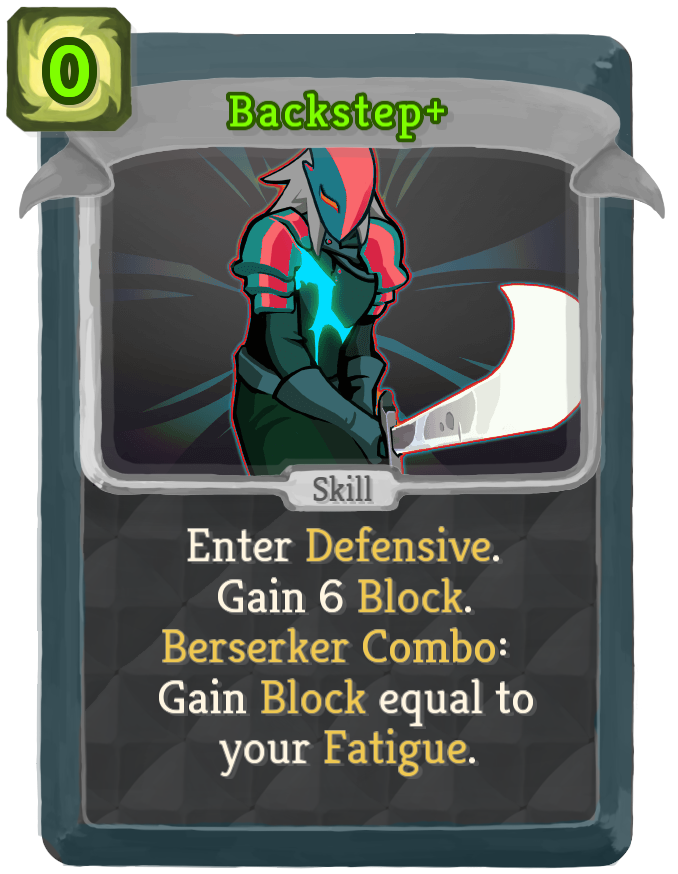 0
Backstep+
Skill
Enter Defensive.
Gain 6 Block.
Berserker Combo:
Gain Block equal to
your Fatigue.